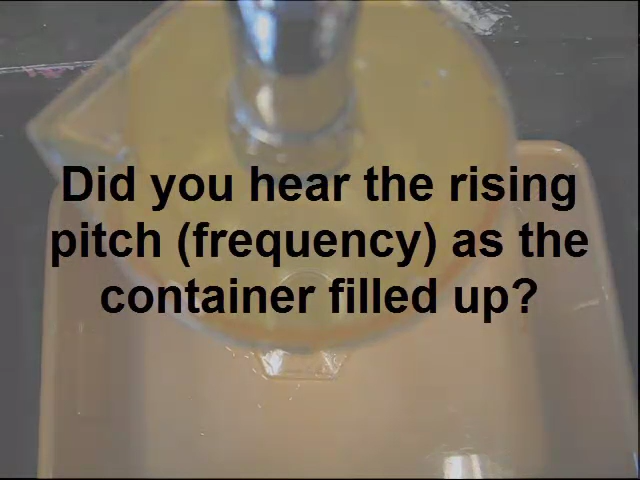 Did you hear the rising
pitch (frequency) as the
container filled up?